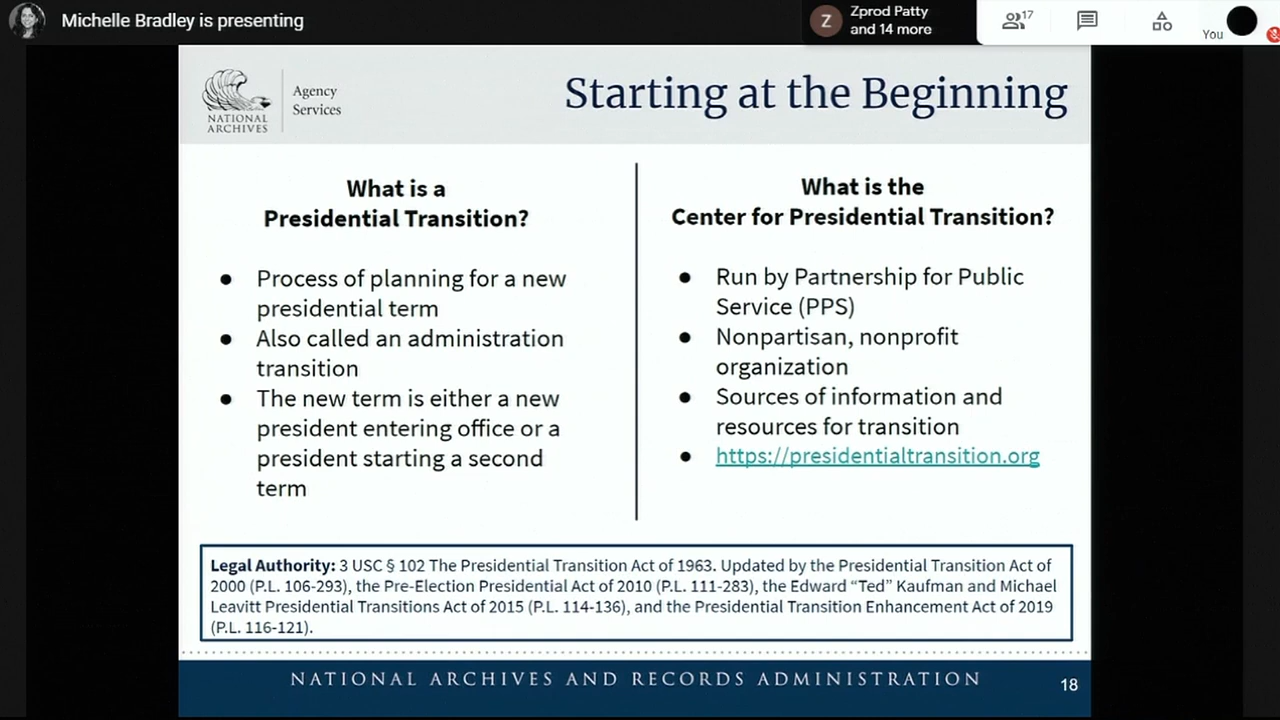 Michelle Bradley is presenting
Z
Zprod Patty
and 14 more
17
You
NATIONAL
ARCHIVES
Agency
Services
Starting at the Beginning
What is a
Presidential Transition?
● Process of planning for a new
presidential term
● Also called an administration
transition
● The new term is either a new
president entering office or a
president starting a second
term
What is the
Center for Presidential Transition?
● Run by Partnership for Public
Service (PPS)
● Nonpartisan, nonprofit
organization
● Sources of information and
resources for transition
● https://presidentialtransition.org
Legal Authority: 3 USC § 102 The Presidential Transition Act of 1963. Updated by the Presidential Transition Act of
2000 (P.L. 106-293), the Pre-Election Presidential Act of 2010 (P.L. 111-283), the Edward “Ted” Kaufman and Michael
Leavitt Presidential Transitions Act of 2015 (P.L. 114-136), and the Presidential Transition Enhancement Act of 2019
(P.L. 116-121).
NATIONAL ARCHIVES AND RECORDS ADMINISTRATION
18